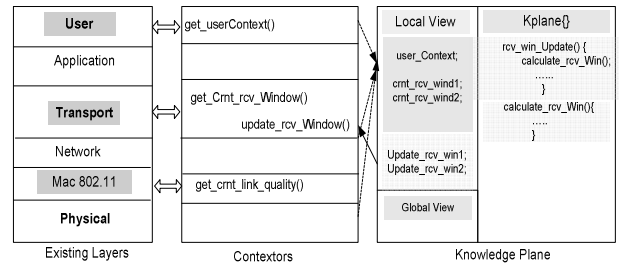 User
Application
Transport
Network
Mac 802.11
Physical
Existing Layers
get_userContext()
get_Crnt_rcv_Window()
update_rcv_Window()
get_crnt_link_quality()
Contextors
Local View
user_Context;
crnt_rcv_wind1;
crnt_rcv_wind2;
Update_rcv_win1;
Update_rcv_win2;
Global View
Kplane{}
rcv_win_Update() {
calculate_rcv_Win();
......
}
calculate_rcv_Win(){
.....
}
Knowledge Plane